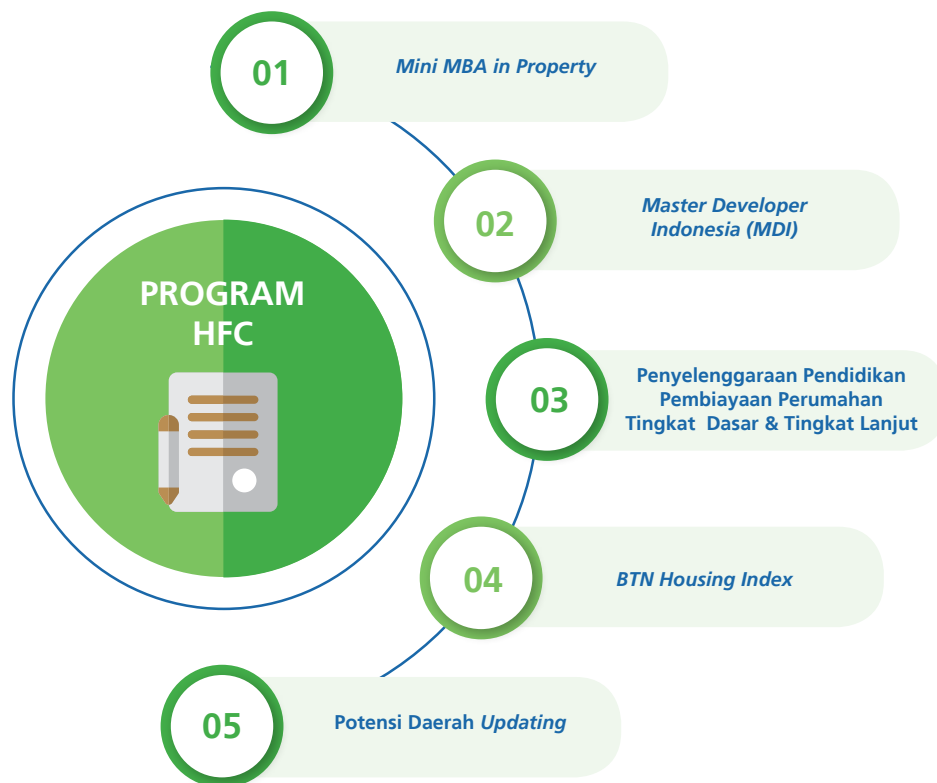 01
Mini MBA in Property
02
Master Developer
Indonesia (MDI)
PROGRAM
HFC
03
Penyelenggaraan Pendidikan
Pembiayaan Perumahan
Tingkat Dasar & Tingkat Lanjut
04
BTN Housing Index
05
Potensi Daerah Updating